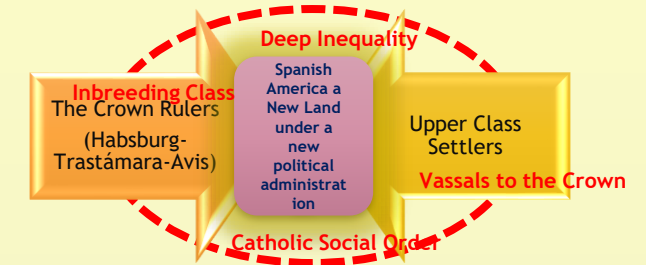 Deep Inequality
Inbreeding Class
The Crown Rulers
(Habsburg-
Trastámara-Avis)
Spanish
America a
New Land
under a
new
political
administrat
ion
Upper Class
Settlers
Vassals to the Crown
Catholic Social Order